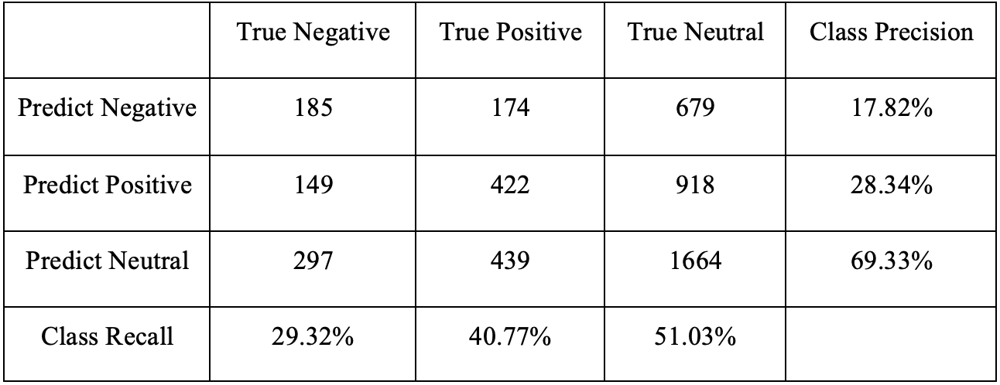 True Negative True Positive True Neutral Class Precision
Predict Negative 185 174 679 17.82%
Predict Positive 149 422 918 28.34%
Predict Neutral 297 439 1664 69.33%
Class Recall 29.32% 40.77% 51.03%